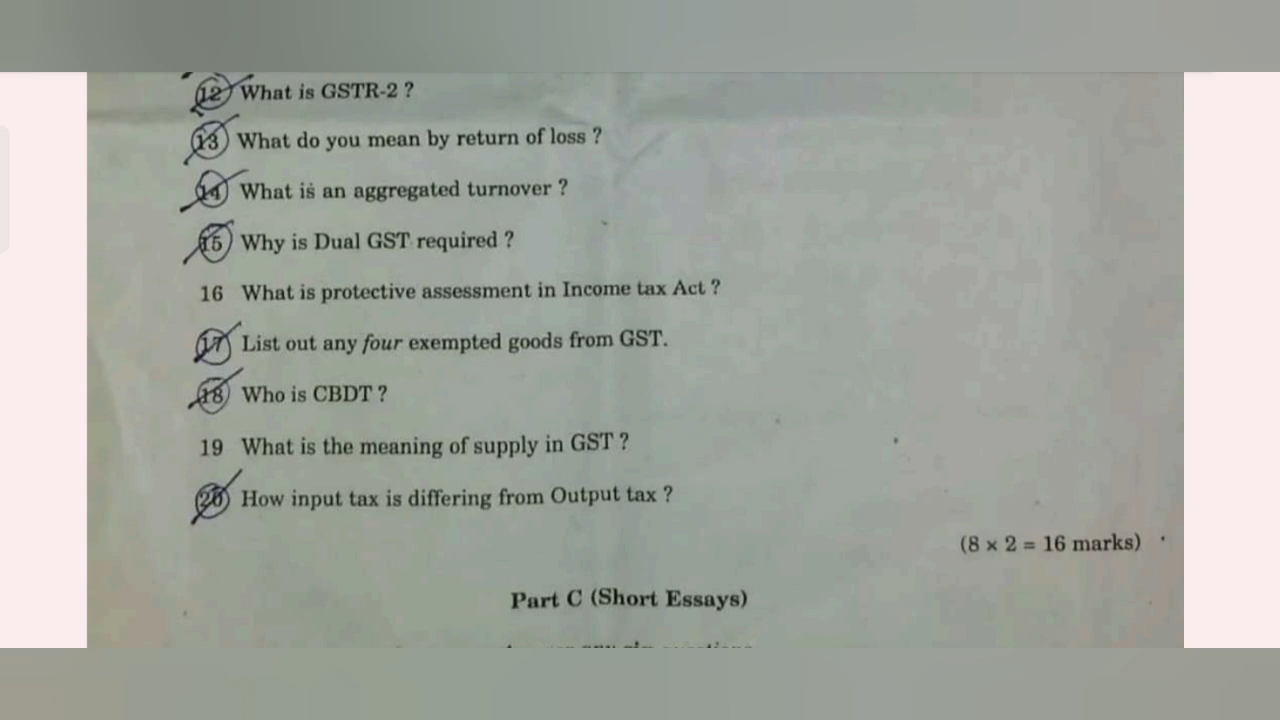 12 What is GSTR-2 ?
13 What do you mean by return of loss ?
14 What is an aggregated turnover ?
15 Why is Dual GST required ?
16 What is protective assessment in Income tax Act ?
17 List out any four exempted goods from GST.
18 Who is CBDT ?
19 What is the meaning of supply in GST ?
20 How input tax is differing from Output tax ?
(8 × 2 = 16 marks)
Part C (Short Essays)